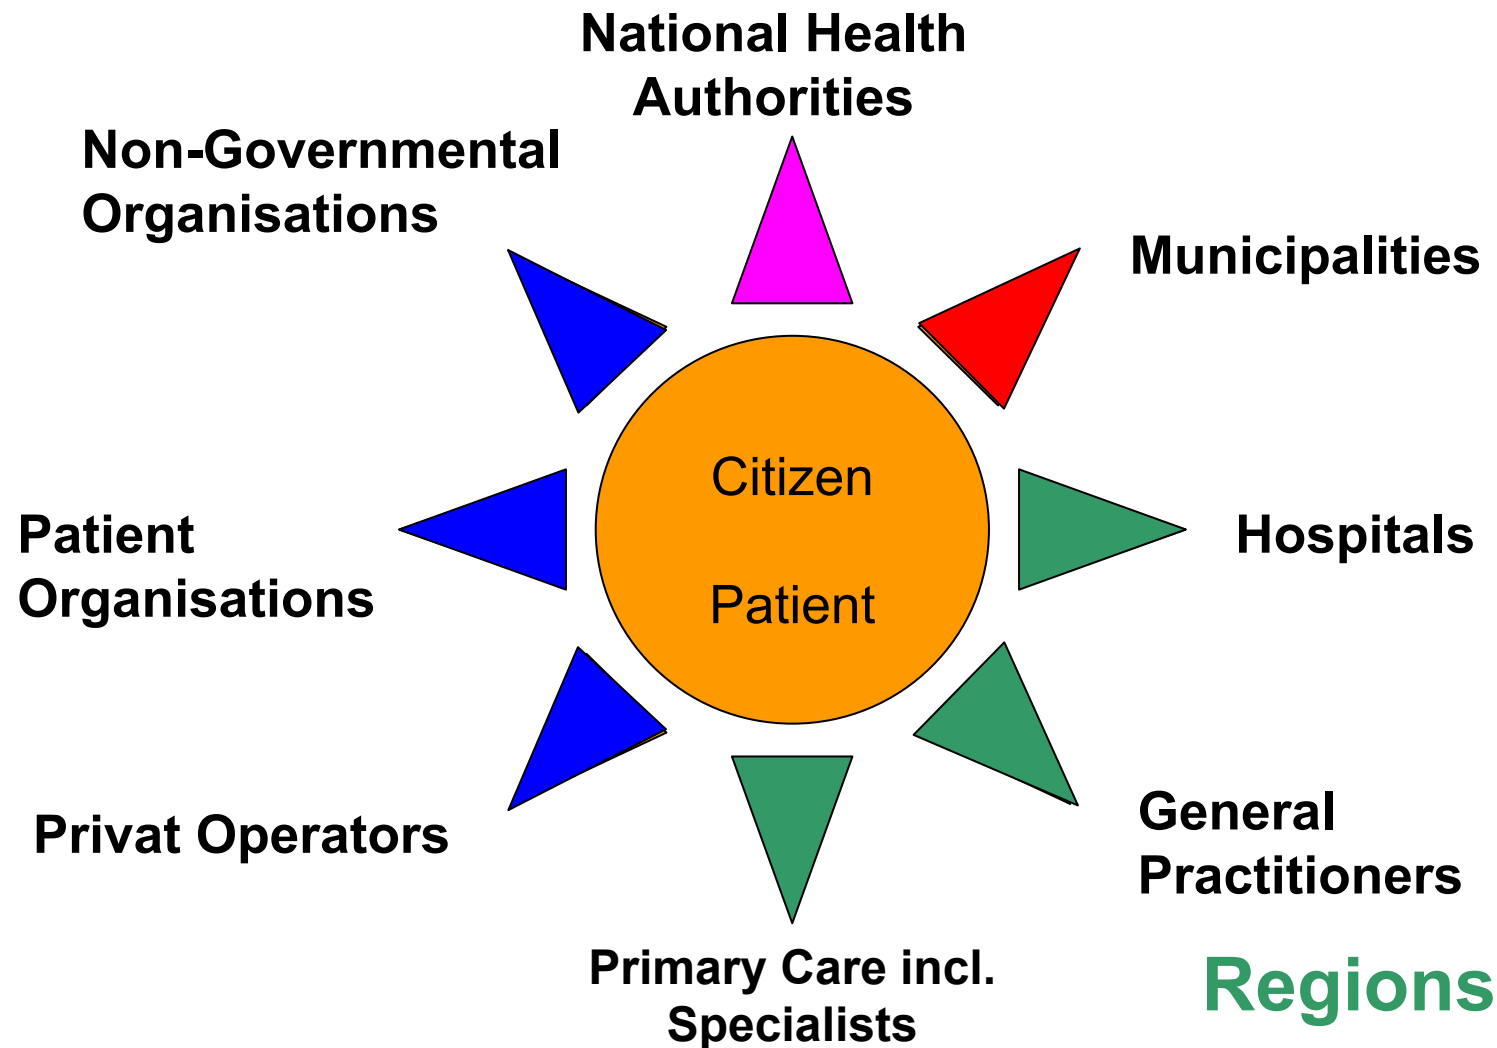 National Health
Authorities
Non-Governmental
Organisations
Municipalities
Citizen
Patient
Patient
Organisations
Hospitals
Privat Operators
General
Practitioners
Primary Care incl.
Specialists
Regions